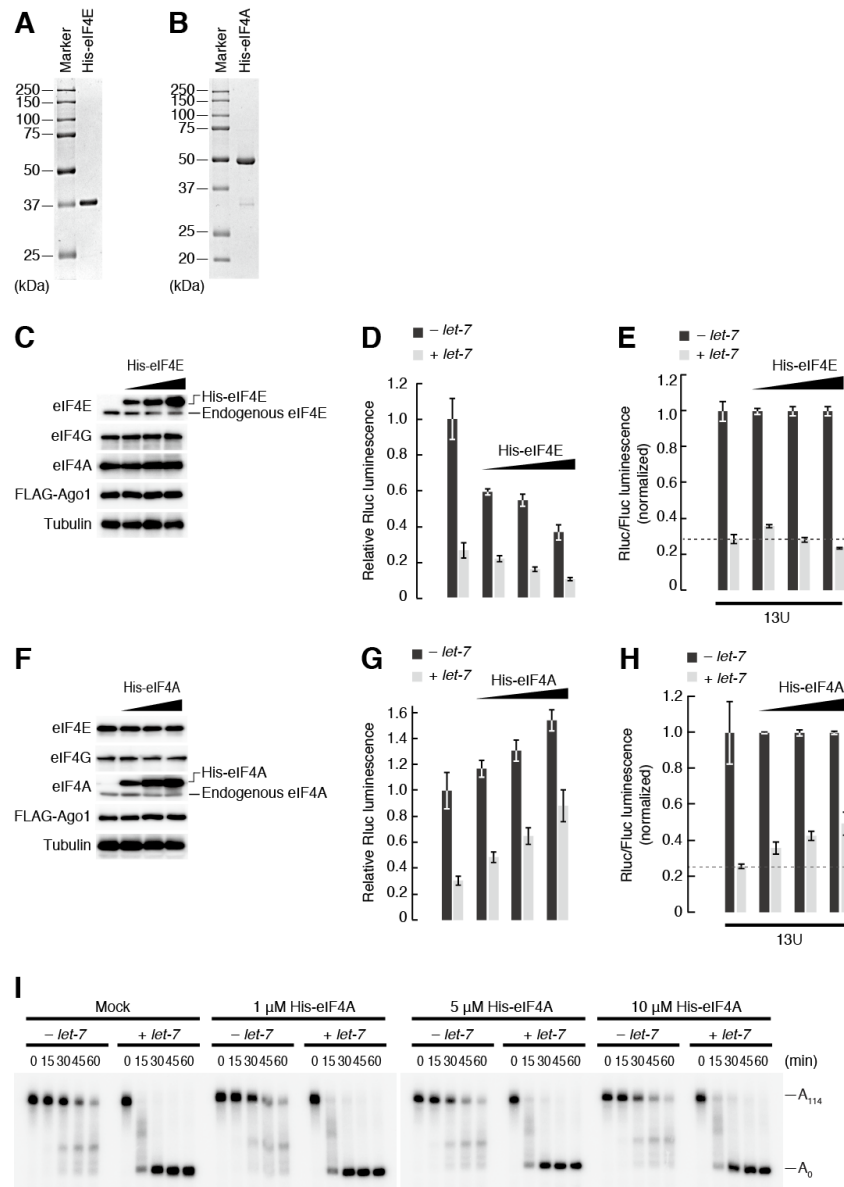 A
Marker
His-eIF4E
250
150
100
75
50
37
25
(kDa)
B
Marker
His-eIF4A
250
150
100
75
50
37
25
20
(kDa)
C
His-eIF4E
eIF4E
His-eIF4E
Endogenous eIF4E
eIF4G
eIF4A
FLAG-Ago1
Tubulin
D
– let-7
+ let-7
His-eIF4E
Relative Rluc luminescence
1.2
1.0
0.8
0.6
0.4
0.2
0
E
– let-7
+ let-7
His-eIF4E
Rluc/Fluc luminescence
(normalized)
1.2
1.0
0.8
0.6
0.4
0.2
0
13U
F
His-eIF4A
eIF4E
eIF4G
eIF4A
His-eIF4A
Endogenous eIF4A
FLAG-Ago1
Tubulin
G
– let-7
+ let-7
His-eIF4A
Relative Rluc luminescence
1.6
1.4
1.2
1.0
0.8
0.6
0.4
0.2
0
H
– let-7
+ let-7
His-eIF4A
Rluc/Fluc luminescence
(normalized)
1.2
1.0
0.8
0.6
0.4
0.2
0
13U
I
Mock 1 µM His-eIF4A 5 µM His-eIF4A 10 µM His-eIF4A
– let-7 + let-7 – let-7 + let-7 – let-7 + let-7 – let-7 + let-7
0 15 30 45 60 0 15 30 45 60 0 15 30 45 60 0 15 30 45 60 0 15 30 45 60 0 15 30 45 60 0 15 30 45 60 0 15 30 45 60 (min)
A114
A0